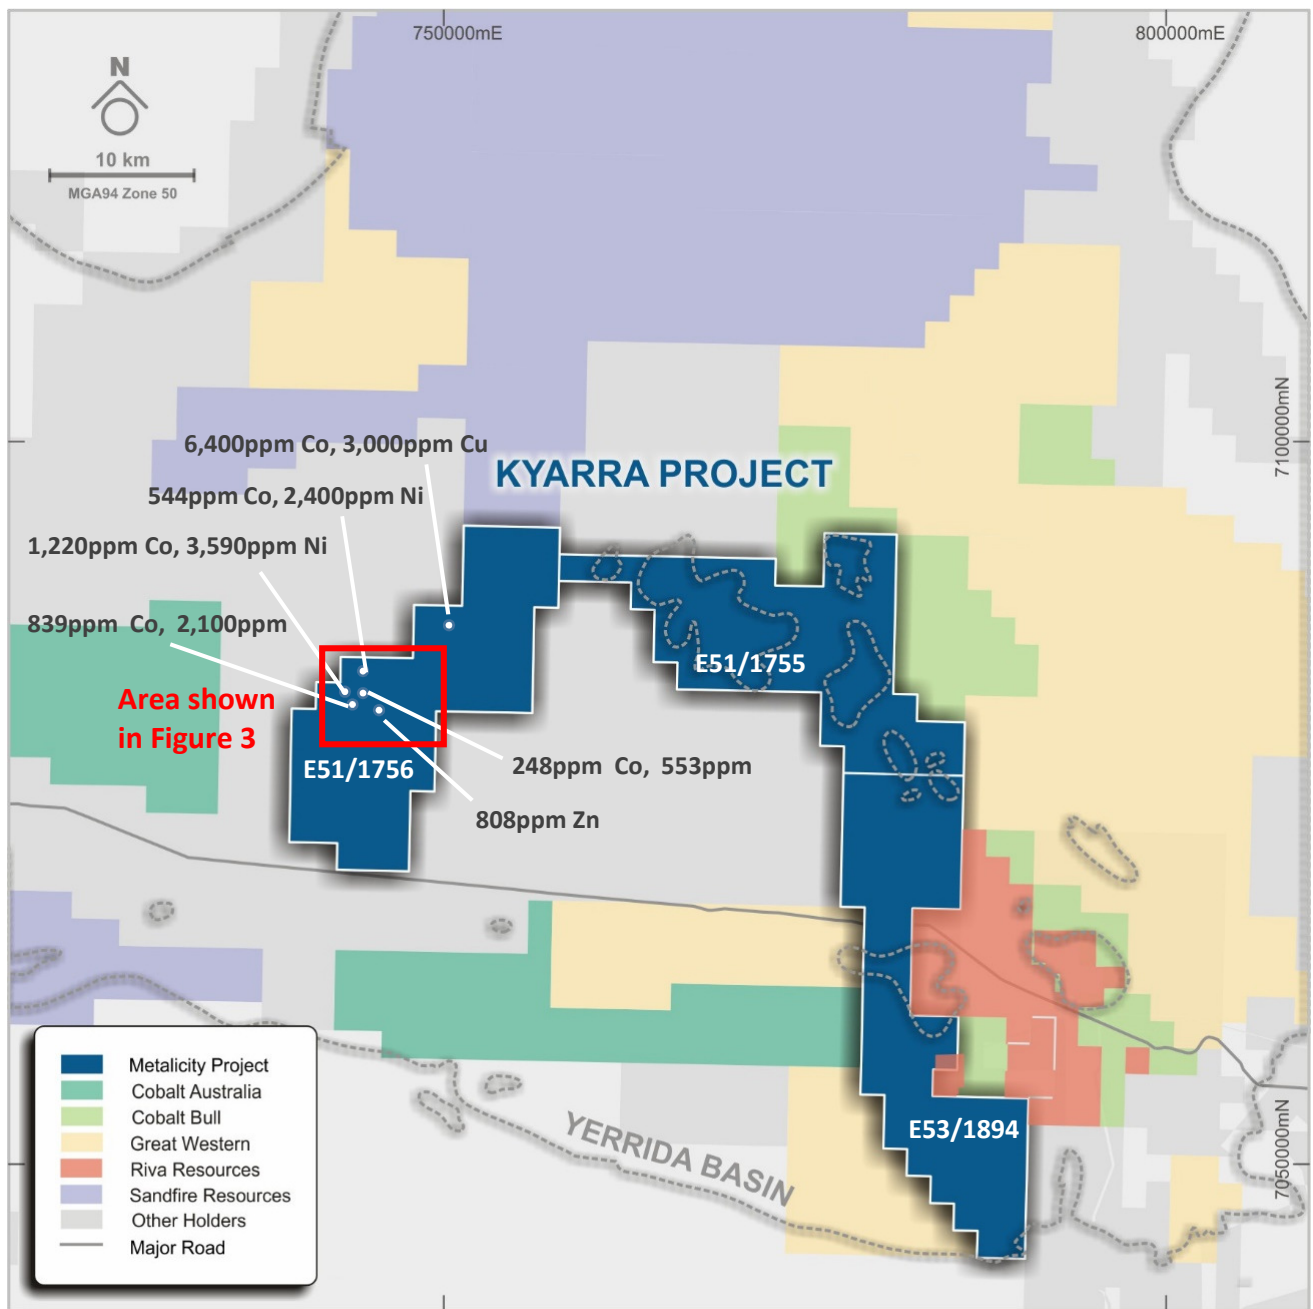 750000mE
800000mE
N
10 km
MGA94 Zone 50
7100000mN
6,400ppm Co, 3,000ppm Cu
KYARRA PROJECT
544ppm Co, 2,400ppm Ni
1,220ppm Co, 3,590ppm Ni
839ppm Co, 2,100ppm
E51/1755
Area shown
in Figure 3
E51/1756
248ppm Co, 553ppm
808ppm Zn
Metalicity Project
Cobalt Australia
Cobalt Bull
Great Western
Riva Resources
Sandfire Resources
Other Holders
Major Road
YERRIDA BASIN
E53/1894
7050000mN